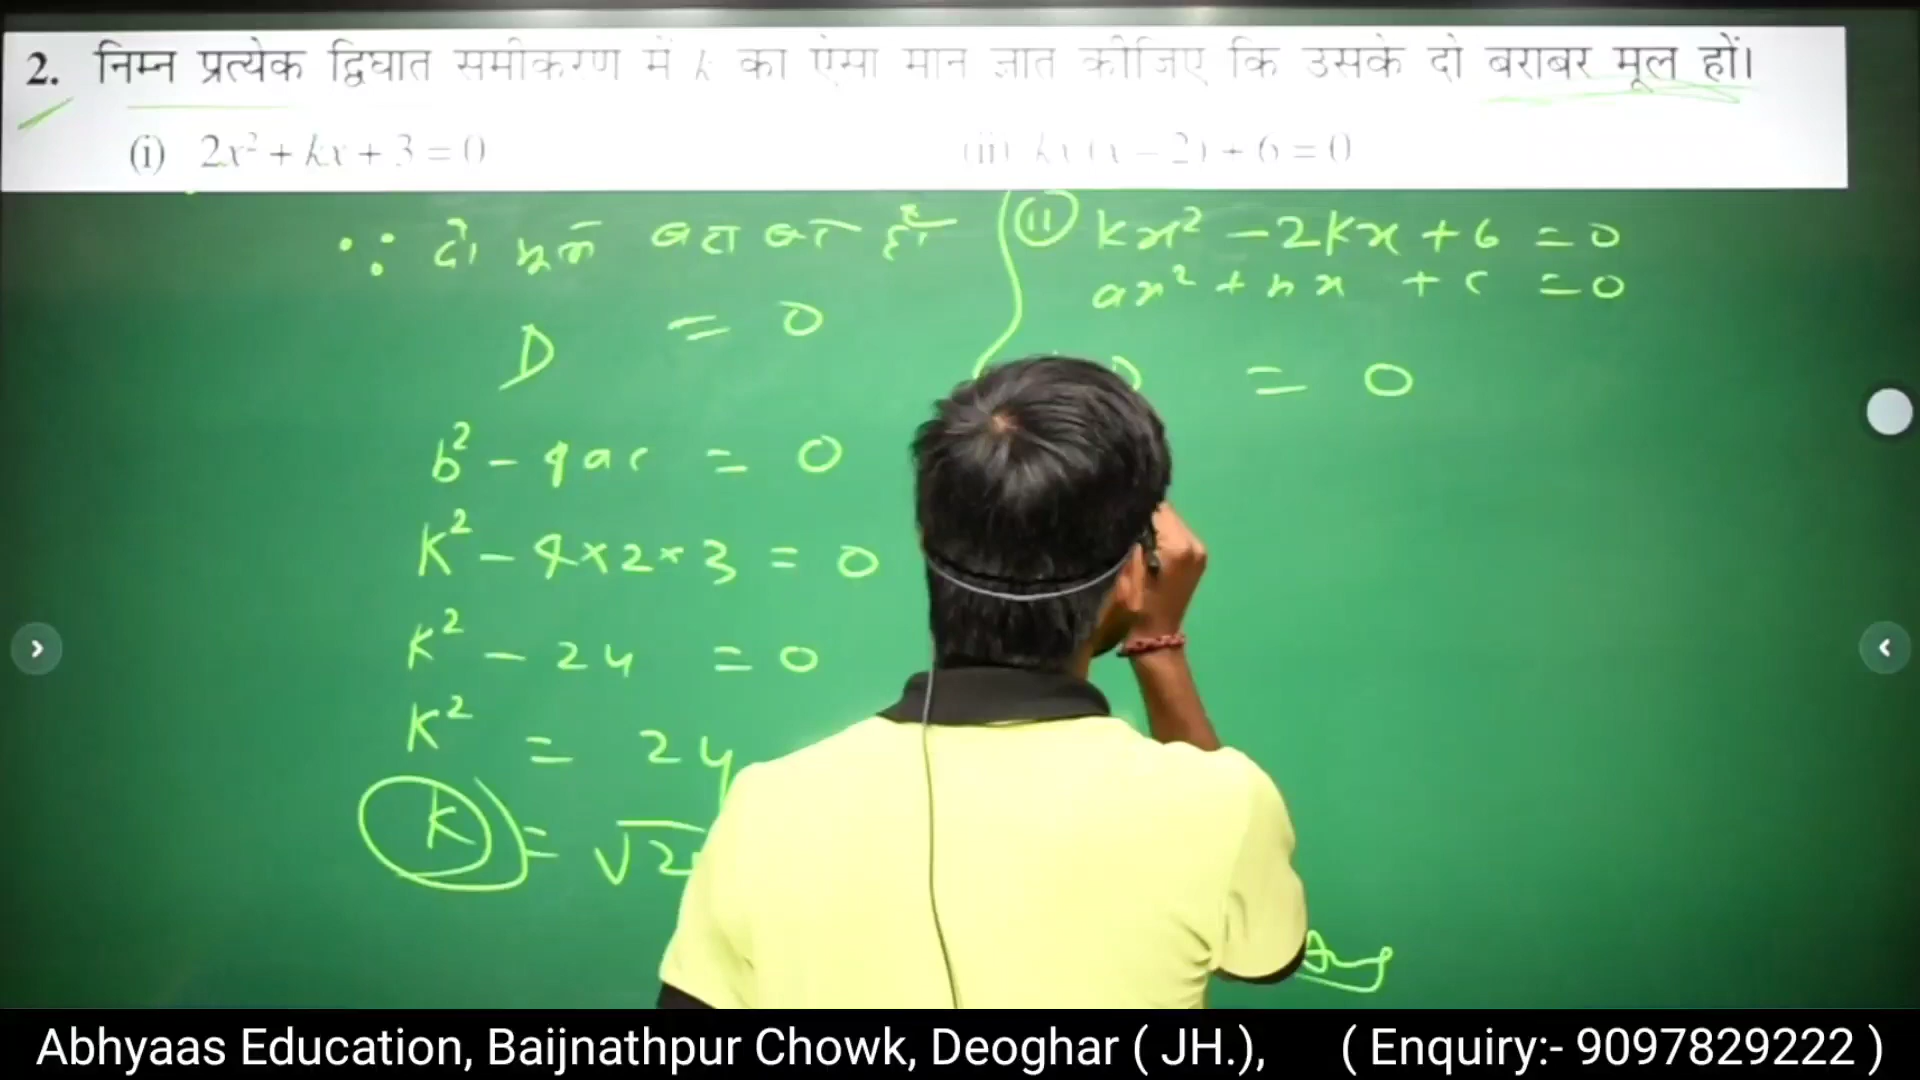 2. निम्न प्रत्येक द्विघात समीकरण में k का ऐसा मान ज्ञात कीजिए कि उसके दो बराबर मूल हों।
(i) 2x² + kx + 3 = 0
(ii) kx (x – 2) + 6 = 0
∵ दो मूल बराबर हैं
D = 0
b² - 4ac = 0
K² - 4×2×3 = 0
K² - 24 = 0
K² = 24
K = √2
(ii) Kx² - 2Kx + 6 = 0
ax² + bx + c = 0
= 0
Ans
Abhyaas Education, Baijnathpur Chowk, Deoghar ( JH.), ( Enquiry:- 9097829222 )